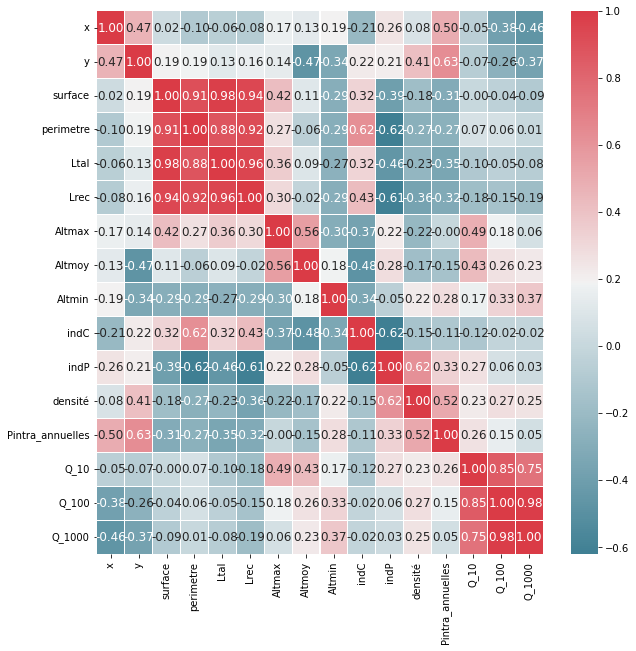 x 1.00 0.47 0.02 -0.10 -0.06 -0.08 0.17 0.13 0.19 -0.21 0.26 0.08 0.50 -0.05 -0.38 -0.46
y 0.47 1.00 0.19 0.19 0.13 0.16 0.14 -0.47 -0.34 0.22 0.21 0.41 0.63 -0.07 -0.26 -0.37
surface 0.02 0.19 1.00 0.91 0.98 0.94 0.42 0.11 -0.29 0.32 -0.39 -0.18 -0.31 -0.00 -0.04 -0.09
perimetre -0.10 0.19 0.91 1.00 0.88 0.92 0.27 -0.06 -0.29 0.62 -0.62 -0.27 -0.27 0.07 0.06 0.01
Ltal -0.06 0.13 0.98 0.88 1.00 0.96 0.36 0.09 -0.27 0.32 -0.46 -0.23 -0.35 -0.10 -0.05 -0.08
Lrec -0.08 0.16 0.94 0.92 0.96 1.00 0.30 -0.02 -0.29 0.43 -0.61 -0.36 -0.32 -0.18 -0.15 -0.19
Altmax 0.17 0.14 0.42 0.27 0.36 0.30 1.00 0.56 -0.30 -0.37 0.22 -0.22 -0.00 0.49 0.18 0.06
Altmoy 0.13 -0.47 0.11 -0.06 0.09 -0.02 0.56 1.00 0.18 -0.48 0.28 -0.17 -0.15 0.43 0.26 0.23
Altmin 0.19 -0.34 -0.29 -0.29 -0.27 -0.29 -0.30 0.18 1.00 -0.34 -0.05 0.22 0.28 0.17 0.33 0.37
indC -0.21 0.22 0.32 0.62 0.32 0.43 -0.37 -0.48 -0.34 1.00 -0.62 -0.15 -0.11 -0.12 -0.02 -0.02
indP 0.26 0.21 -0.39 -0.62 -0.46 -0.61 0.22 0.28 -0.05 -0.62 1.00 0.62 0.33 0.27 0.06 0.03
densité 0.08 0.41 -0.18 -0.27 -0.23 -0.36 -0.22 -0.17 0.22 -0.15 0.62 1.00 0.52 0.23 0.27 0.25
Pintra_annuelles 0.50 0.63 -0.31 -0.27 -0.35 -0.32 -0.00 -0.15 0.28 -0.11 0.33 0.52 1.00 0.26 0.15 0.05
Q_10 -0.05 -0.07 -0.00 0.07 -0.10 -0.18 0.49 0.43 0.17 -0.12 0.27 0.23 0.26 1.00 0.85 0.75
Q_100 -0.38 -0.26 -0.04 0.06 -0.05 -0.15 0.18 0.26 0.33 -0.02 0.06 0.27 0.15 0.85 1.00 0.98
Q_1000 -0.46 -0.37 -0.09 0.01 -0.08 -0.19 0.06 0.23 0.37 -0.02 0.03 0.25 0.05 0.75 0.98 1.00
x y surface perimetre Ltal Lrec Altmax Altmoy Altmin indC indP densité Pintra_annuelles Q_10 Q_100 Q_1000
1.0
0.8
0.6
0.4
0.2
0.0
−0.2
−0.4
−0.6